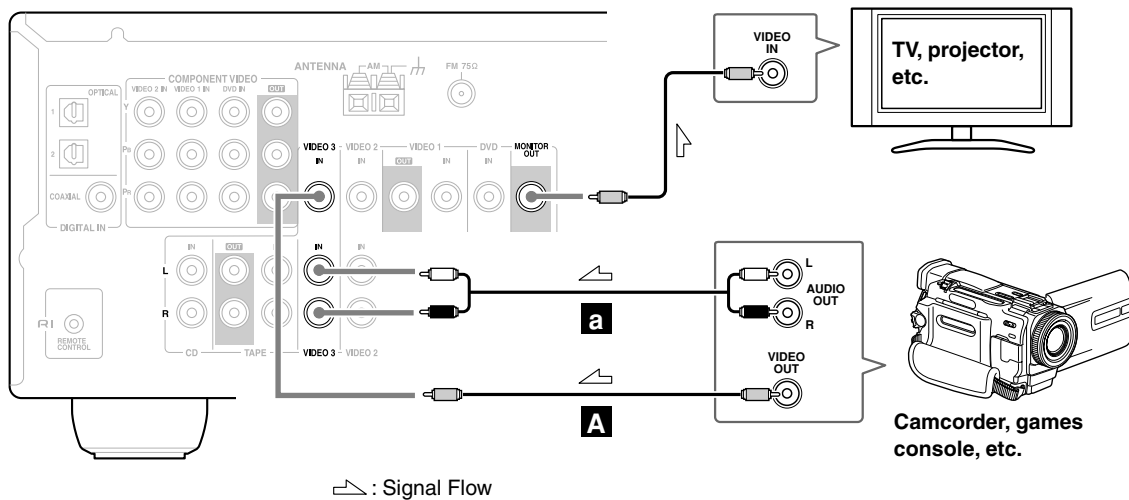 VIDEO
IN
TV, projector,
etc.
ANTENNA
AM
FM 75Ω
COMPONENT VIDEO
OPTICAL
VIDEO 2 IN
VIDEO 1 IN
DVD IN
OUT
1
Y
2
PB
VIDEO 3
VIDEO 2
VIDEO 1
DVD
MONITOR
OUT
IN
IN
OUT
IN
IN
COAXIAL
PR
DIGITAL IN
IN
OUT
IN
IN
L
R
L
AUDIO
OUT
R
a
RI
REMOTE
CONTROL
CD
TAPE
VIDEO 3
VIDEO 2
VIDEO
OUT
A
Camcorder, games
console, etc.
: Signal Flow